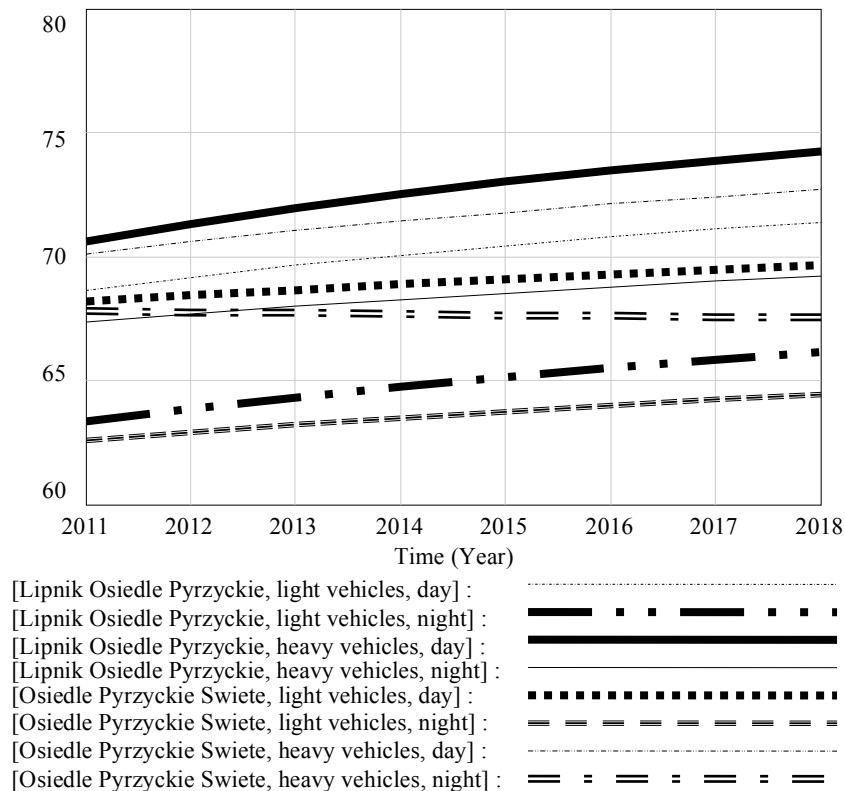 80
75
70
65
60
2011 2012 2013 2014 2015 2016 2017 2018
Time (Year)
[Lipnik Osiedle Pyrzyckie, light vehicles, day] :
[Lipnik Osiedle Pyrzyckie, light vehicles, night] :
[Lipnik Osiedle Pyrzyckie, heavy vehicles, day] :
[Lipnik Osiedle Pyrzyckie, heavy vehicles, night] :
[Osiedle Pyrzyckie Swiete, light vehicles, day] :
[Osiedle Pyrzyckie Swiete, light vehicles, night] :
[Osiedle Pyrzyckie Swiete, heavy vehicles, day] :
[Osiedle Pyrzyckie Swiete, heavy vehicles, night] :